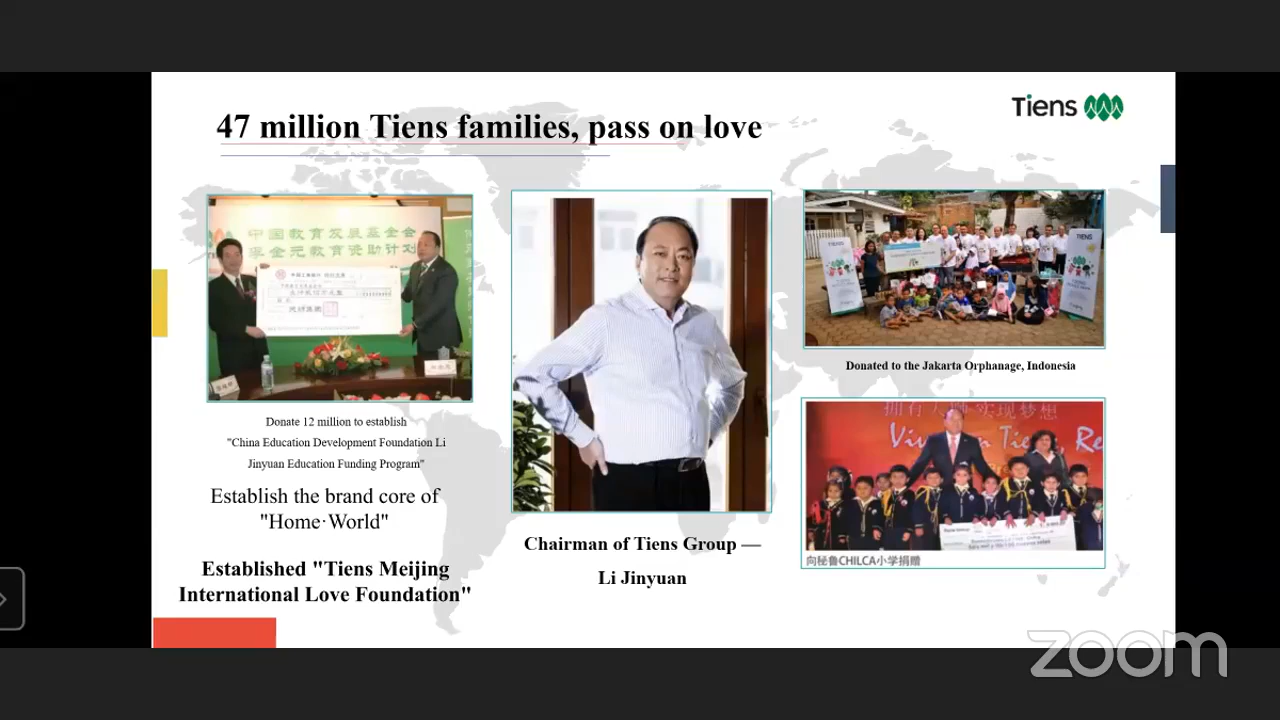 47 million Tiens families, pass on love
Tiens
中国教育发展基金会
李金元教育资助计划
Donate 12 million to establish
"China Education Development Foundation Li
Jinyuan Education Funding Program"
Establish the brand core of
"Home·World"
Established "Tiens Meijing
International Love Foundation"
Chairman of Tiens Group —
Li Jinyuan
TIENS
TIENS
Donated to the Jakarta Orphanage, Indonesia
向秘鲁CHILCA小学捐赠
zoom